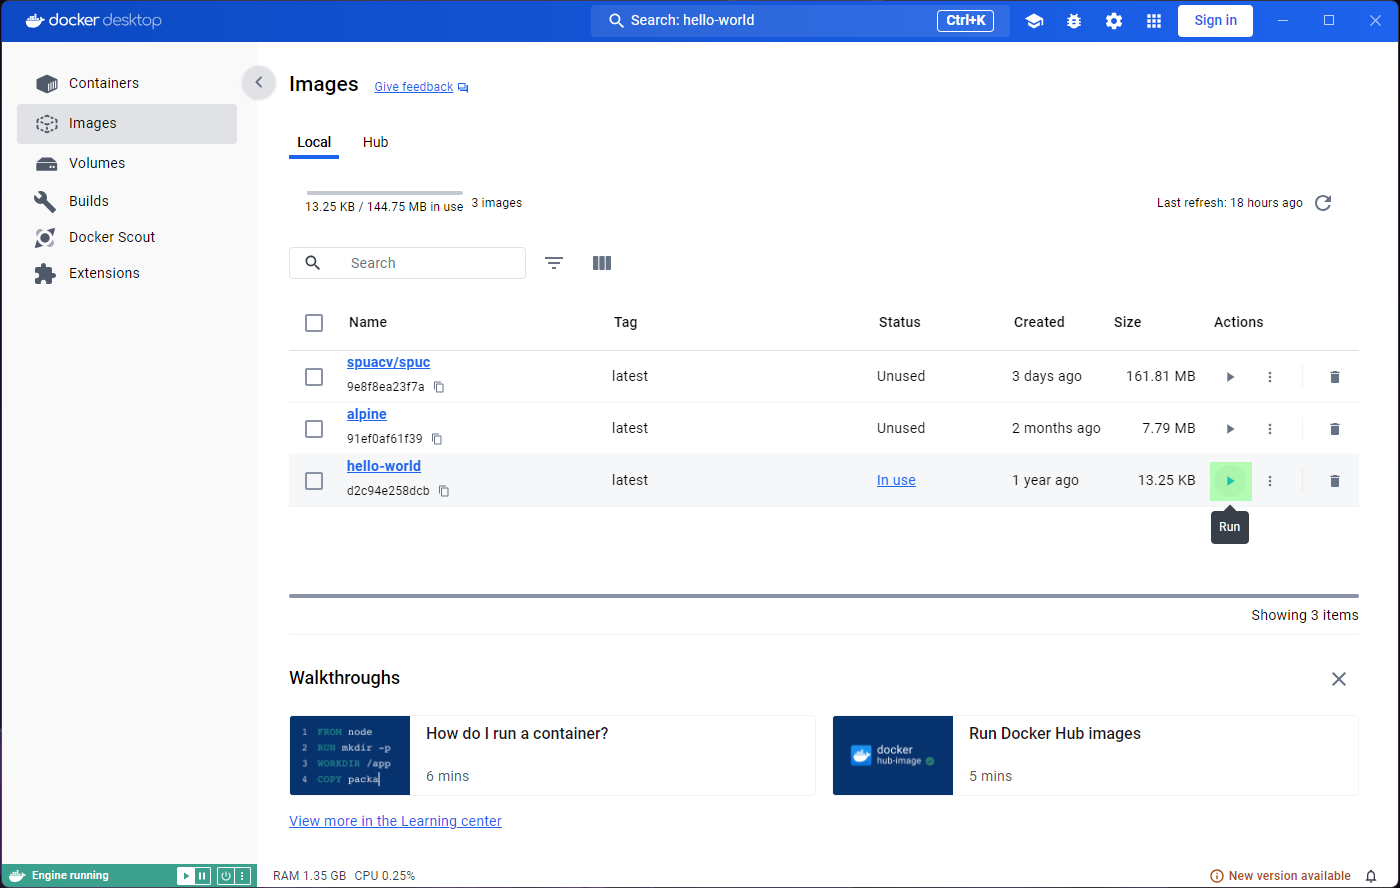 docker desktop
Search: hello-world
Ctrl+K
Sign in
Containers
Images
Volumes
Builds
Docker Scout
Extensions
Images
Give feedback
Local
Hub
13.25 KB / 144.75 MB in use
3 images
Last refresh: 18 hours ago
Search
Name Tag Status Created Size Actions
spuacv/spuc
9e8f8ea23f7a
latest Unused 3 days ago 161.81 MB
alpine
91ef0af61f39
latest Unused 2 months ago 7.79 MB
hello-world
d2c94e258dcb
latest In use 1 year ago 13.25 KB
Run
Showing 3 items
Walkthroughs
1 FROM node
2 RUN mkdir -p
3 WORKDIR /app
4 COPY packa
How do I run a container?
6 mins
docker
hub-image
Run Docker Hub images
5 mins
View more in the Learning center
Engine running
RAM 1.35 GB CPU 0.25%
New version available